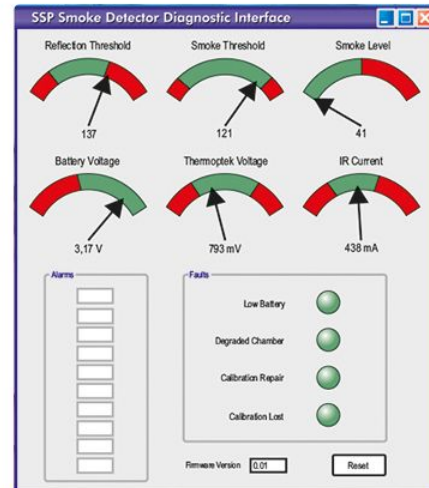 SSP Smoke Detector Diagnostic Interface
Reflection Threshold Smoke Threshold Smoke Level
137 121 41
Battery Voltage Thermoptek Voltage IR Current
3,17 V 793 mV 438 mA
Alarms
Faults
Low Battery
Degraded Chamber
Calibration Repair
Calibration Lost
Firmware Version 0.01 Reset